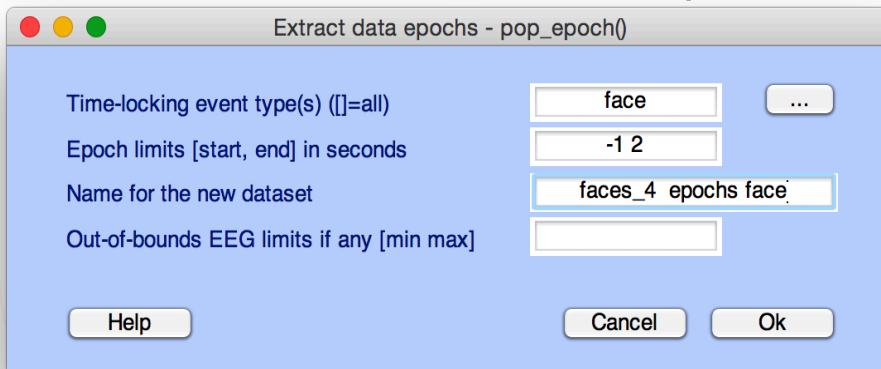 Extract data epochs - pop_epoch()
Time-locking event type(s) ([]=all) face ...
Epoch limits [start, end] in seconds -1 2
Name for the new dataset faces_4 epochs face
Out-of-bounds EEG limits if any [min max]
Help Cancel Ok